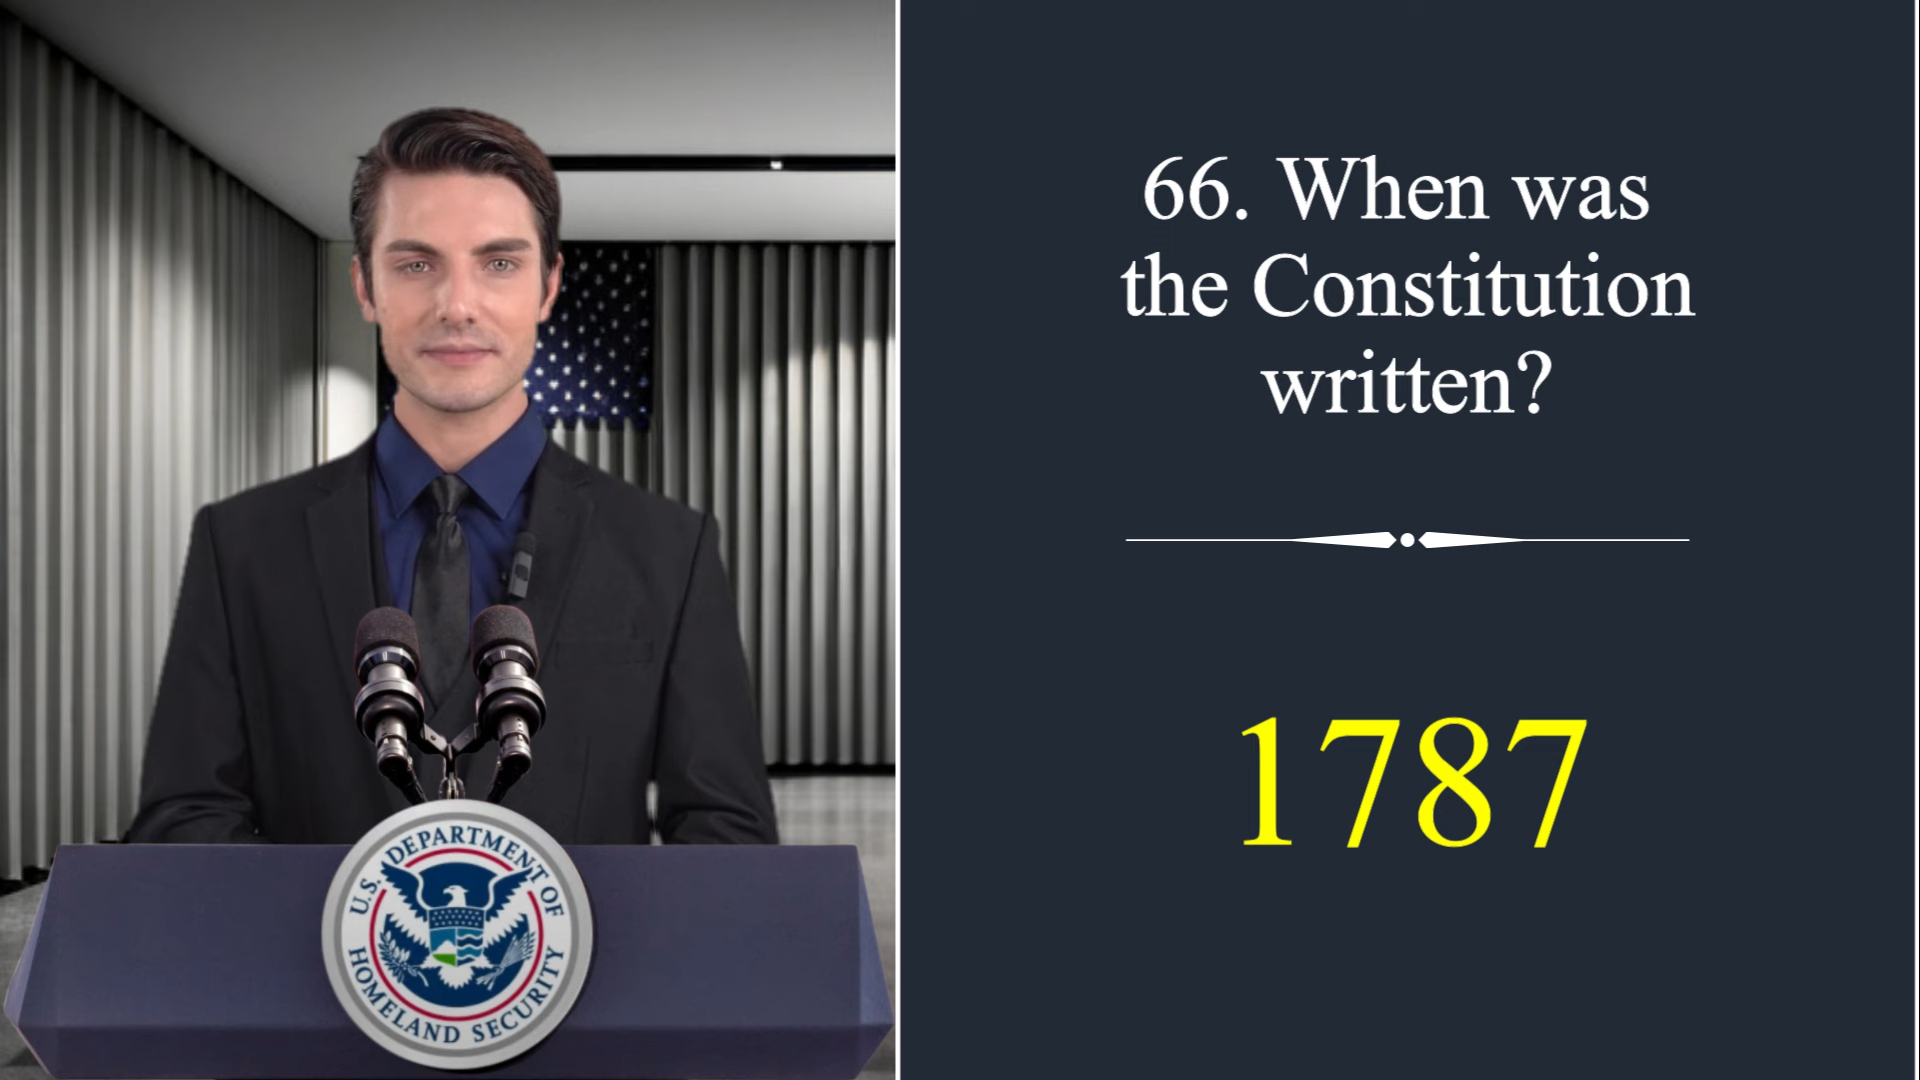 66. When was
the Constitution
written?
1787
U.S. DEPARTMENT OF
HOMELAND SECURITY